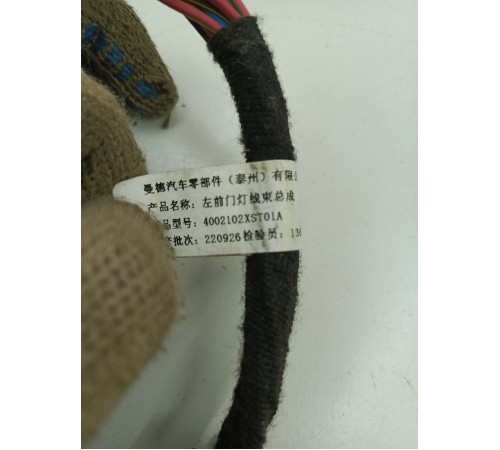 曼德汽车零部件（泰州）有限
产品名称：左前门灯线束总成
品型号：4002102XST01A
批次：220926检验员：13